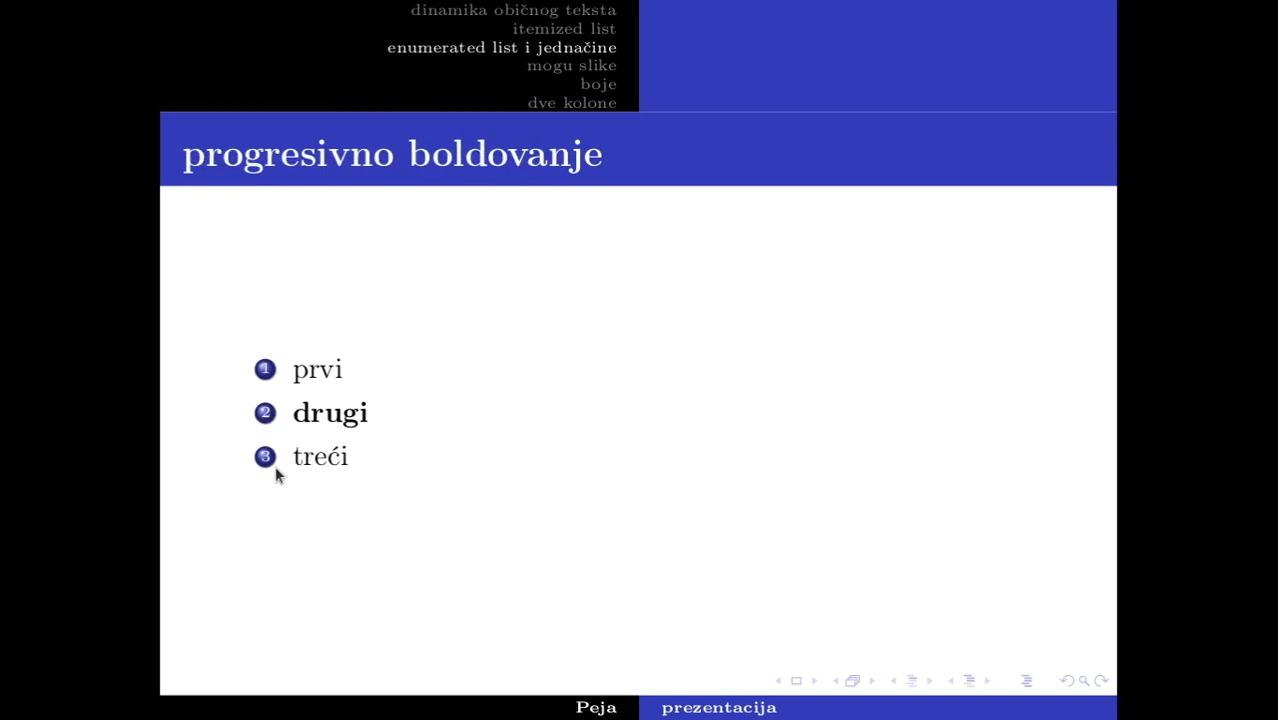 dinamika običnog teksta
itemized list
enumerated list i jednačine
mogu slike
boje
dve kolone
progresivno boldovanje
1 prvi
2 drugi
3 treći
Peja prezentacija